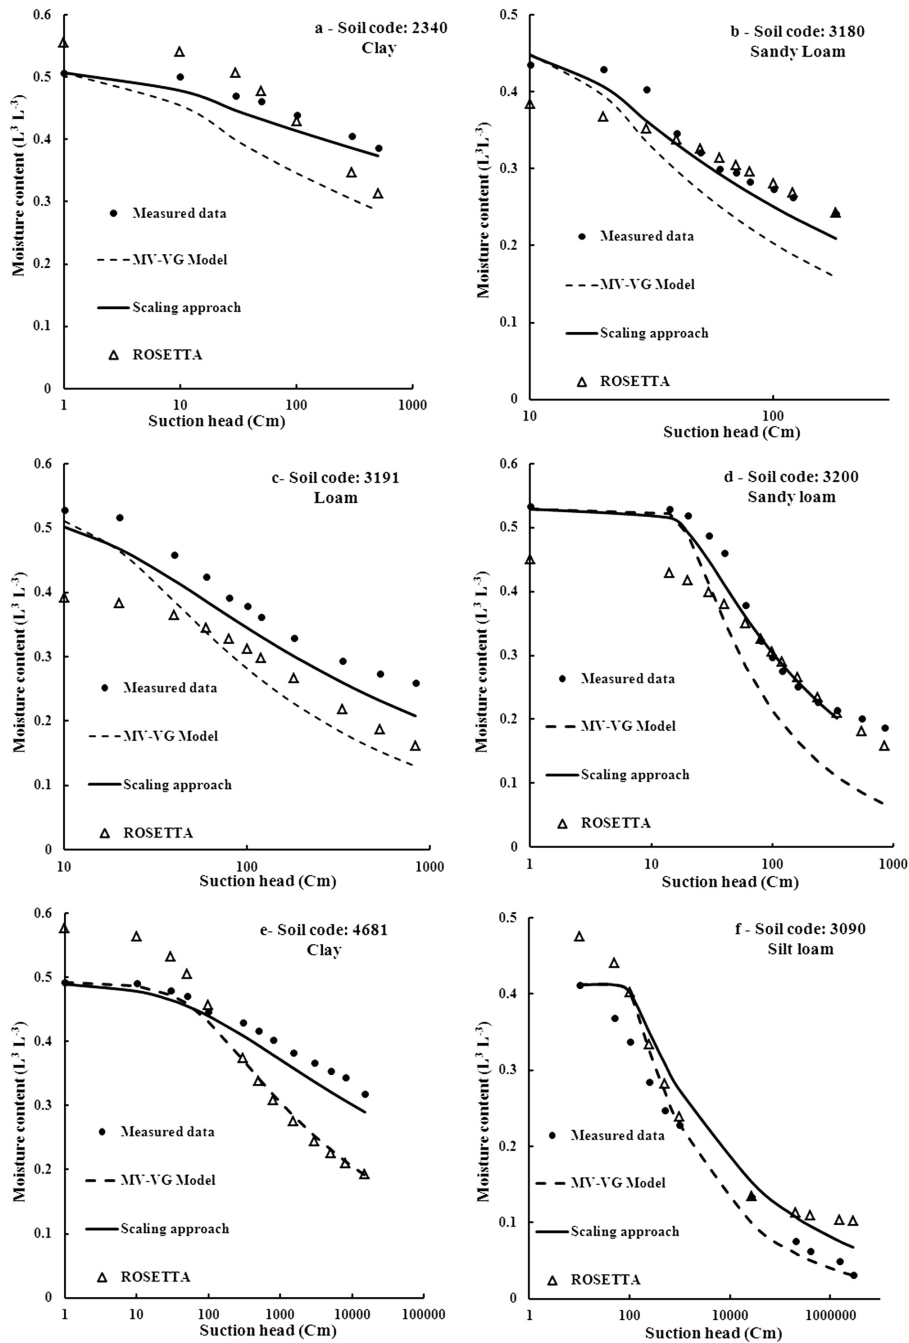 a - Soil code: 2340
Clay
Moisture content (L³ L⁻³)
0.6
0.5
0.4
0.3
0.2
0.1
0
Measured data
MV-VG Model
Scaling approach
ROSETTA
1 10 100 1000
Suction head (Cm)
b - Soil code: 3180
Sandy Loam
Moisture content (L³L⁻³)
0.5
0.4
0.3
0.2
0.1
0
Measured data
MV-VG Model
Scaling approach
ROSETTA
10 100
Suction head (Cm)
c- Soil code: 3191
Loam
Moisture content (L³ L⁻³)
0.6
0.5
0.4
0.3
0.2
0.1
0
Measured data
MV-VG Model
Scaling approach
ROSETTA
10 100 1000
Suction head (Cm)
d - Soil code: 3200
Sandy loam
Moisture content (L³ L⁻³)
0.6
0.5
0.4
0.3
0.2
0.1
0
Measured data
MV-VG Model
Scaling approach
ROSETTA
1 10 100 1000
Suction head (Cm)
e- Soil code: 4681
Clay
Moisture content (L³ L⁻³)
0.6
0.5
0.4
0.3
0.2
0.1
0
Measured data
MV-VG Model
Scaling approach
ROSETTA
1 10 100 1000 10000 100000
Suction head (Cm)
f - Soil code: 3090
Silt loam
Moisture content (L³ L⁻³)
0.5
0.4
0.3
0.2
0.1
0
Measured data
MV-VG Model
Scaling approach
ROSETTA
1 100 10000 1000000
Suction head (Cm)